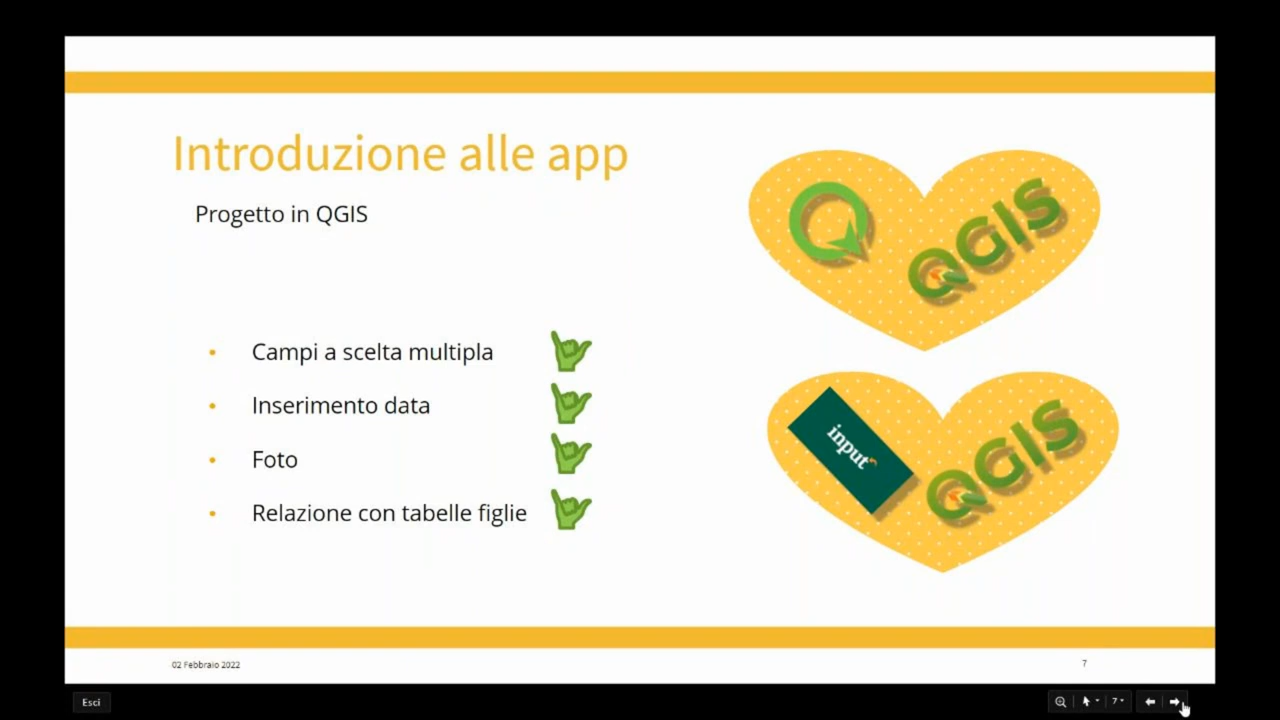 Introduzione alle app
Progetto in QGIS
• Campi a scelta multipla
• Inserimento data
• Foto
• Relazione con tabelle figlie
QGIS
input
QGIS
02 Febbraio 2022
7
Esci
7